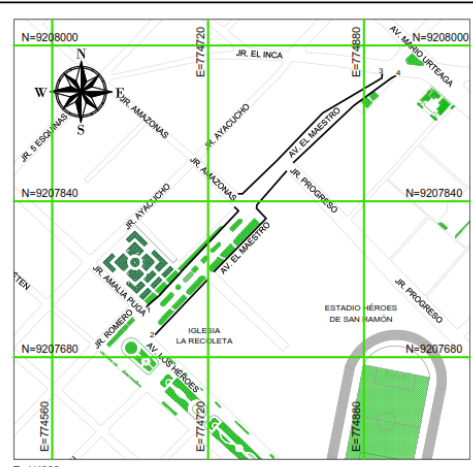 N=9208000
E=774720
E=774880
AV. MARIO URTEAGA
N=9208000
JR. EL INCA
N
W
E
S
3
4
JR. 5 ESQUINAS
JR. AMAZONAS
JR. AYACUCHO
AV. EL MAESTRO
JR. AMAZONAS
JR. PROGRESO
N=9207840
N=9207840
JR. AYACUCHO
AV. EL MAESTRO
JR. AMALIA PUGA
JR. PROGRESO
JR. ROMERO
2
IGLESIA
LA RECOLETA
ESTADIO HÉROES
DE SAN RAMÓN
N=9207680
N=9207680
AV. LOS HÉROES
E=774560
E=774720
E=774880